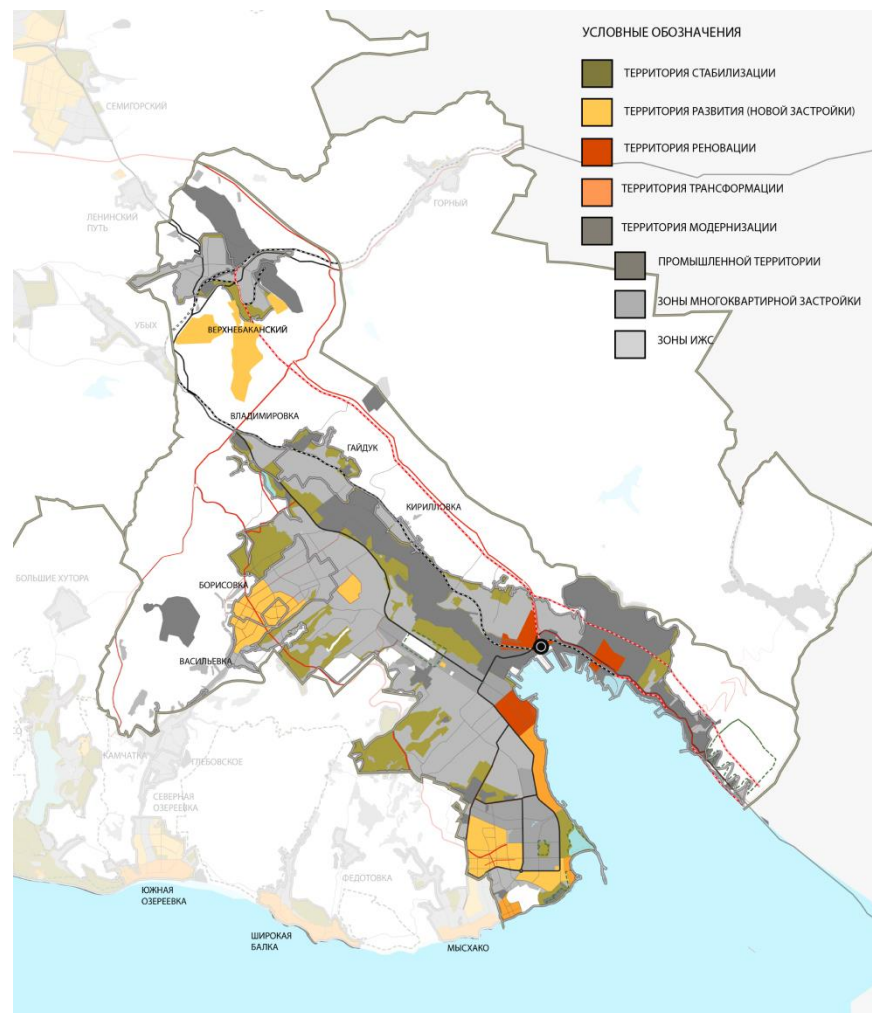 УСЛОВНЫЕ ОБОЗНАЧЕНИЯ
ТЕРРИТОРИЯ СТАБИЛИЗАЦИИ
ТЕРРИТОРИЯ РАЗВИТИЯ (НОВОЙ ЗАСТРОЙКИ)
ТЕРРИТОРИЯ РЕНОВАЦИИ
ТЕРРИТОРИЯ ТРАНСФОРМАЦИИ
ТЕРРИТОРИЯ МОДЕРНИЗАЦИИ
ПРОМЫШЛЕННОЙ ТЕРРИТОРИИ
ЗОНЫ МНОГОКВАРТИРНОЙ ЗАСТРОЙКИ
ЗОНЫ ИЖС
СЕМИГОРСКИЙ
ГОРНЫЙ
ЛЕНИНСКИЙ
ПУТЬ
УБЫХ
ВЕРХНЕБАКАНСКИЙ
ВЛАДИМИРОВКА
ГАЙДУК
КИРИЛЛОВКА
БОЛЬШИЕ ХУТОРА
БОРИСОВКА
ВАСИЛЬЕВКА
КАМЧАТКА
ГЛЕБОВСКОЕ
СЕВЕРНАЯ
ОЗЕРЕЕВКА
ФЕДОТОВКА
ЮЖНАЯ
ОЗЕРЕЕВКА
ШИРОКАЯ
БАЛКА
МЫСХАКО